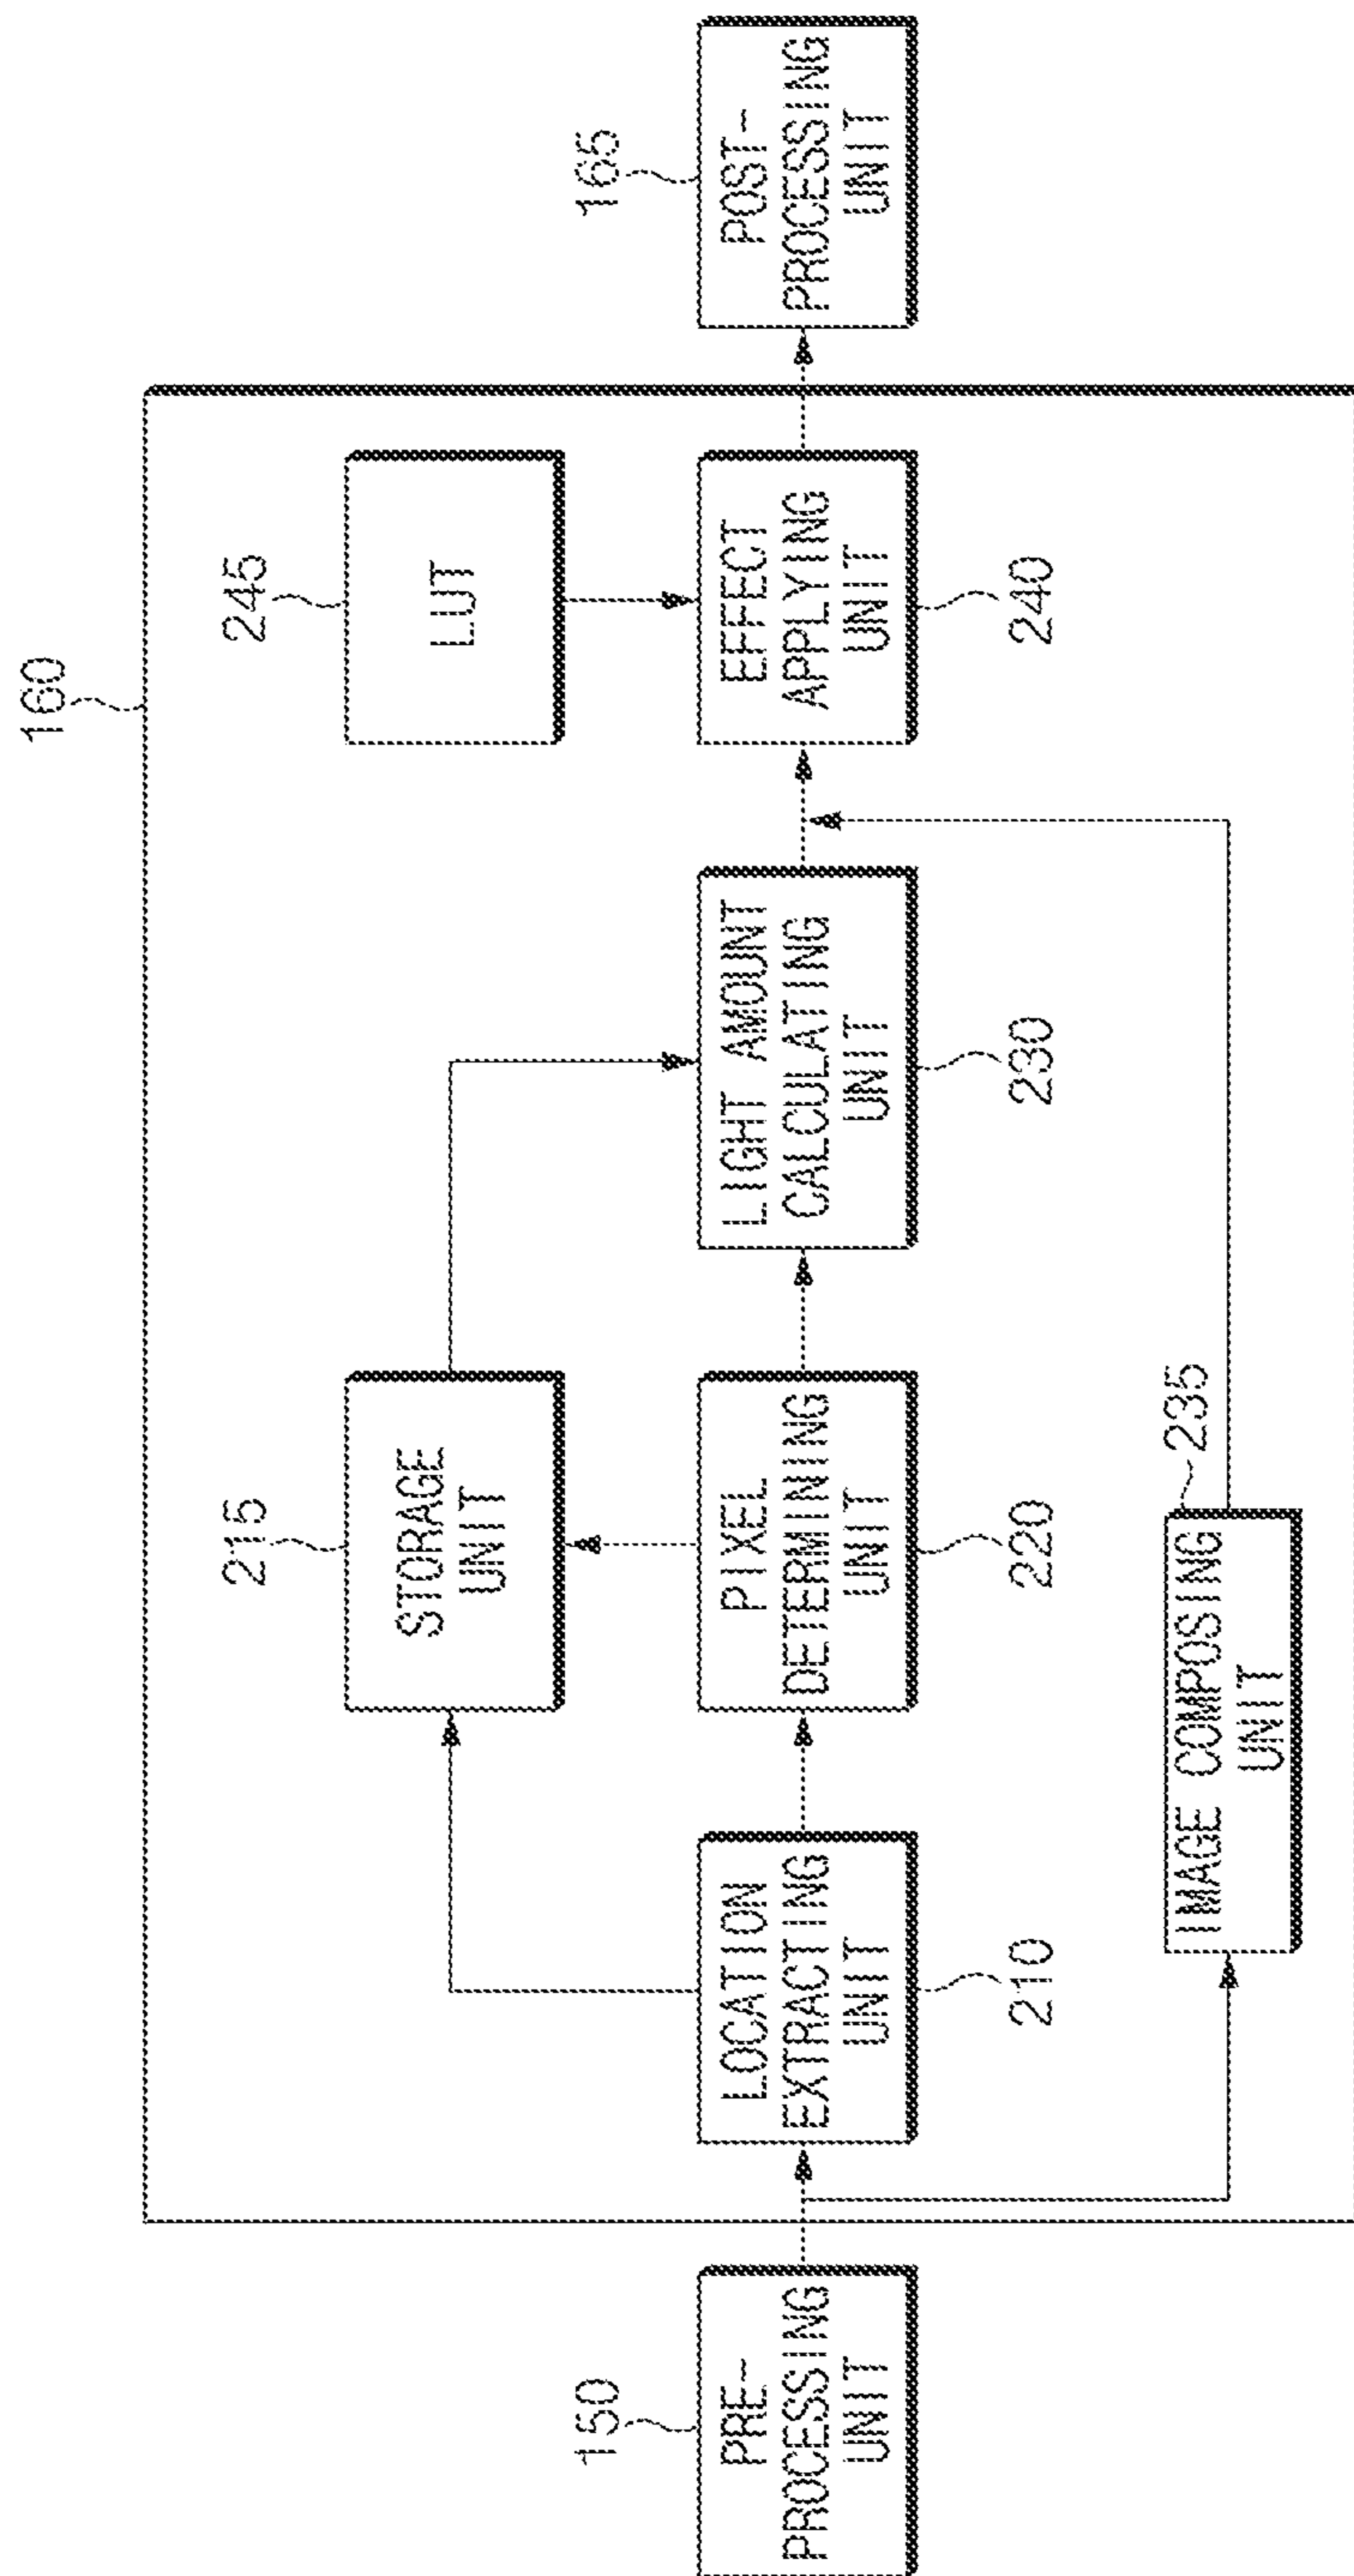 160
245
LUT
215
STORAGE
UNIT
150
PRE-
PROCESSING
UNIT
LOCATION
EXTRACTING
UNIT
210
PIXEL
DETERMINING
UNIT
220
LIGHT AMOUNT
CALCULATING
UNIT
230
EFFECT
APPLYING
UNIT
240
165
POST-
PROCESSING
UNIT
235
IMAGE COMPOSING
UNIT